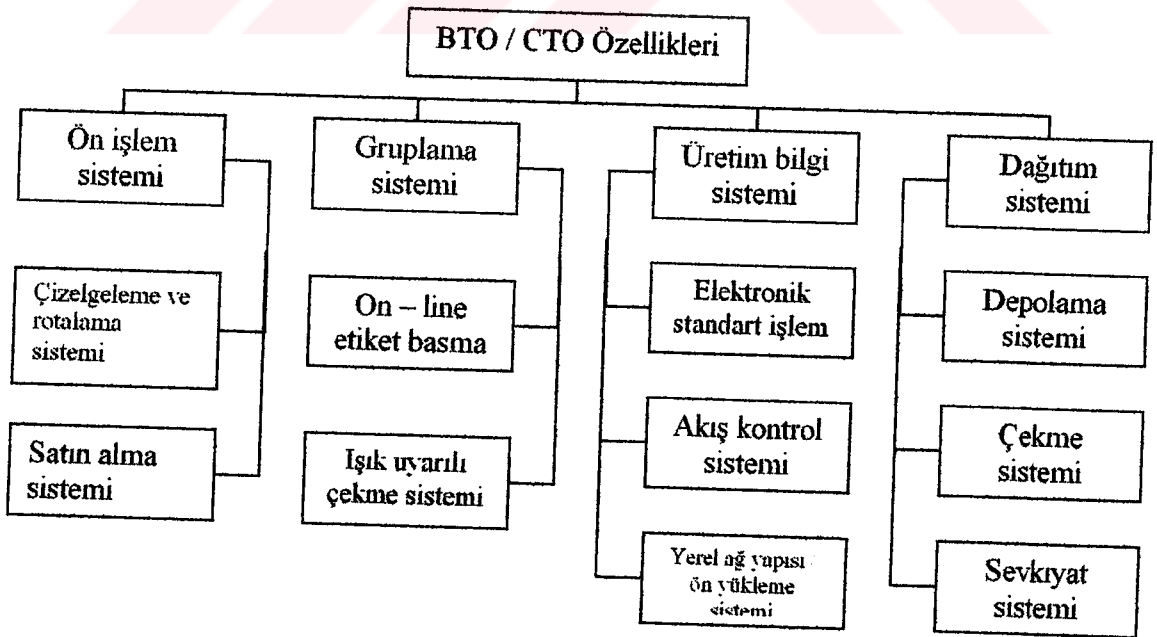 BTO / CTO Özellikleri
Ön işlem
sistemi
Çizelgeleme ve
rotalama
sistemi
Satın alma
sistemi
Gruplama
sistemi
On – line
etiket basma
Işık uyarılı
çekme sistemi
Üretim bilgi
sistemi
Elektronik
standart işlem
Akış kontrol
sistemi
Yerel ağ yapısı
ön yükleme
sistemi
Dağıtım
sistemi
Depolama
sistemi
Çekme
sistemi
Sevkıyat
sistemi